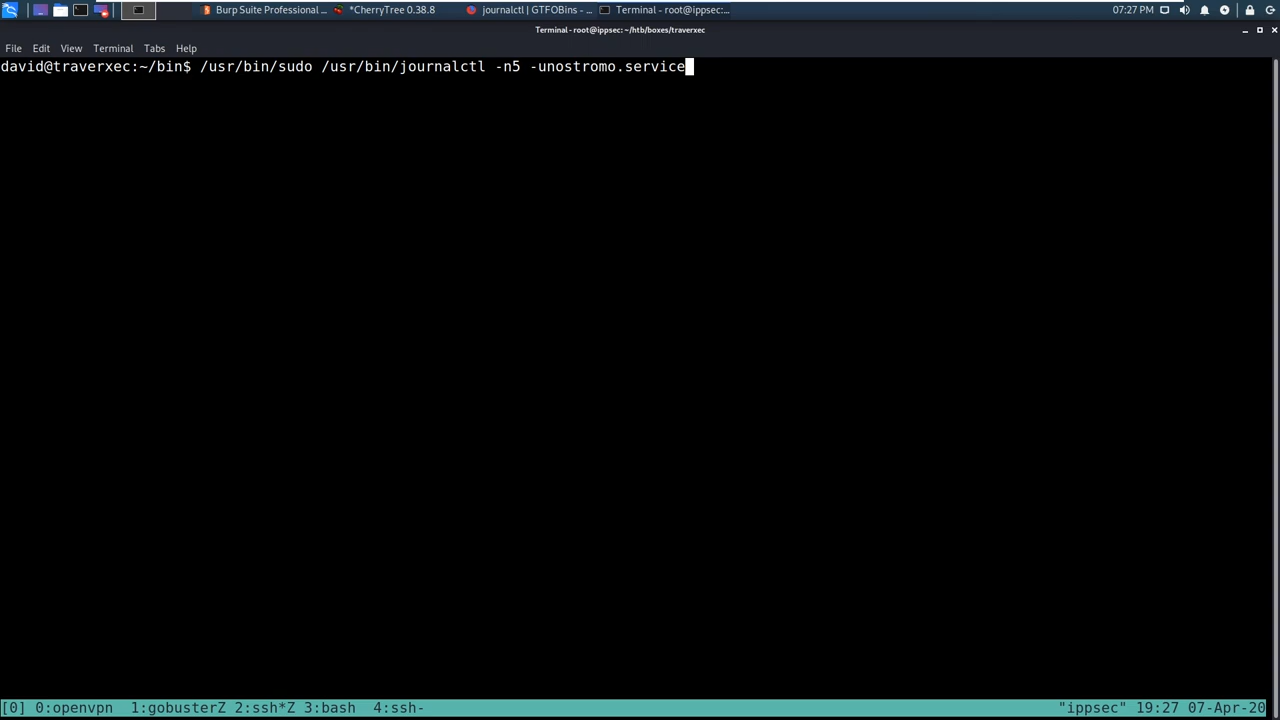 Burp Suite Professional ... *CherryTree 0.38.8 journalctl | GTFOBins - ... Terminal - root@ippsec:... 07:27 PM
Terminal - root@ippsec: ~/htb/boxes/traverxec
File Edit View Terminal Tabs Help
david@traverxec:~/bin$ /usr/bin/sudo /usr/bin/journalctl -n5 -unostromo.service
[0] 0:openvpn 1:gobusterZ 2:ssh*Z 3:bash 4:ssh- "ippsec" 19:27 07-Apr-20